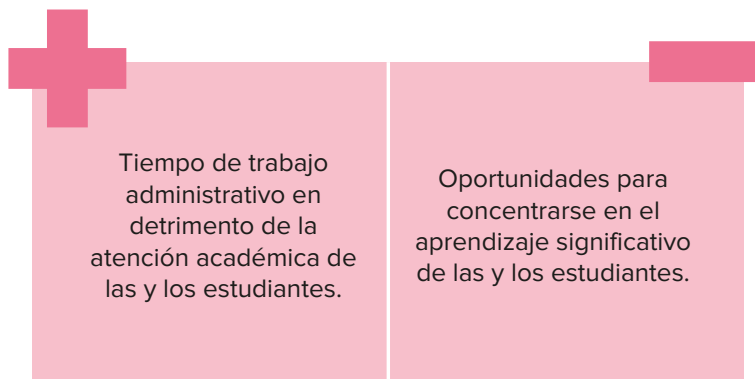 Tiempo de trabajo
administrativo en
detrimento de la
atención académica de
las y los estudiantes.
Oportunidades para
concentrarse en el
aprendizaje significativo
de las y los estudiantes.